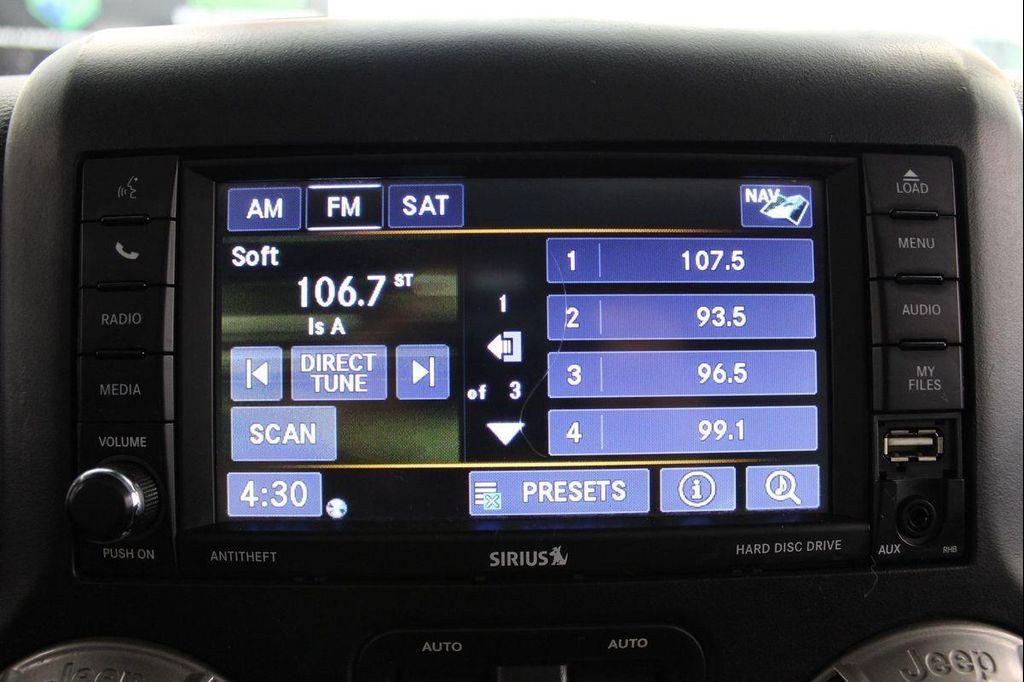 AM FM SAT NAV
LOAD
MENU
RADIO
MEDIA
VOLUME
PUSH ON
Soft
106.7 ST
Is A
DIRECT
TUNE
SCAN
4:30
1
of 3
1 107.5
2 93.5
3 96.5
4 99.1
PRESETS
i
AUDIO
MY
FILES
AUX
RHB
ANTITHEFT
SIRIUS
HARD DISC DRIVE
AUTO
AUTO
Jeep
Jeep